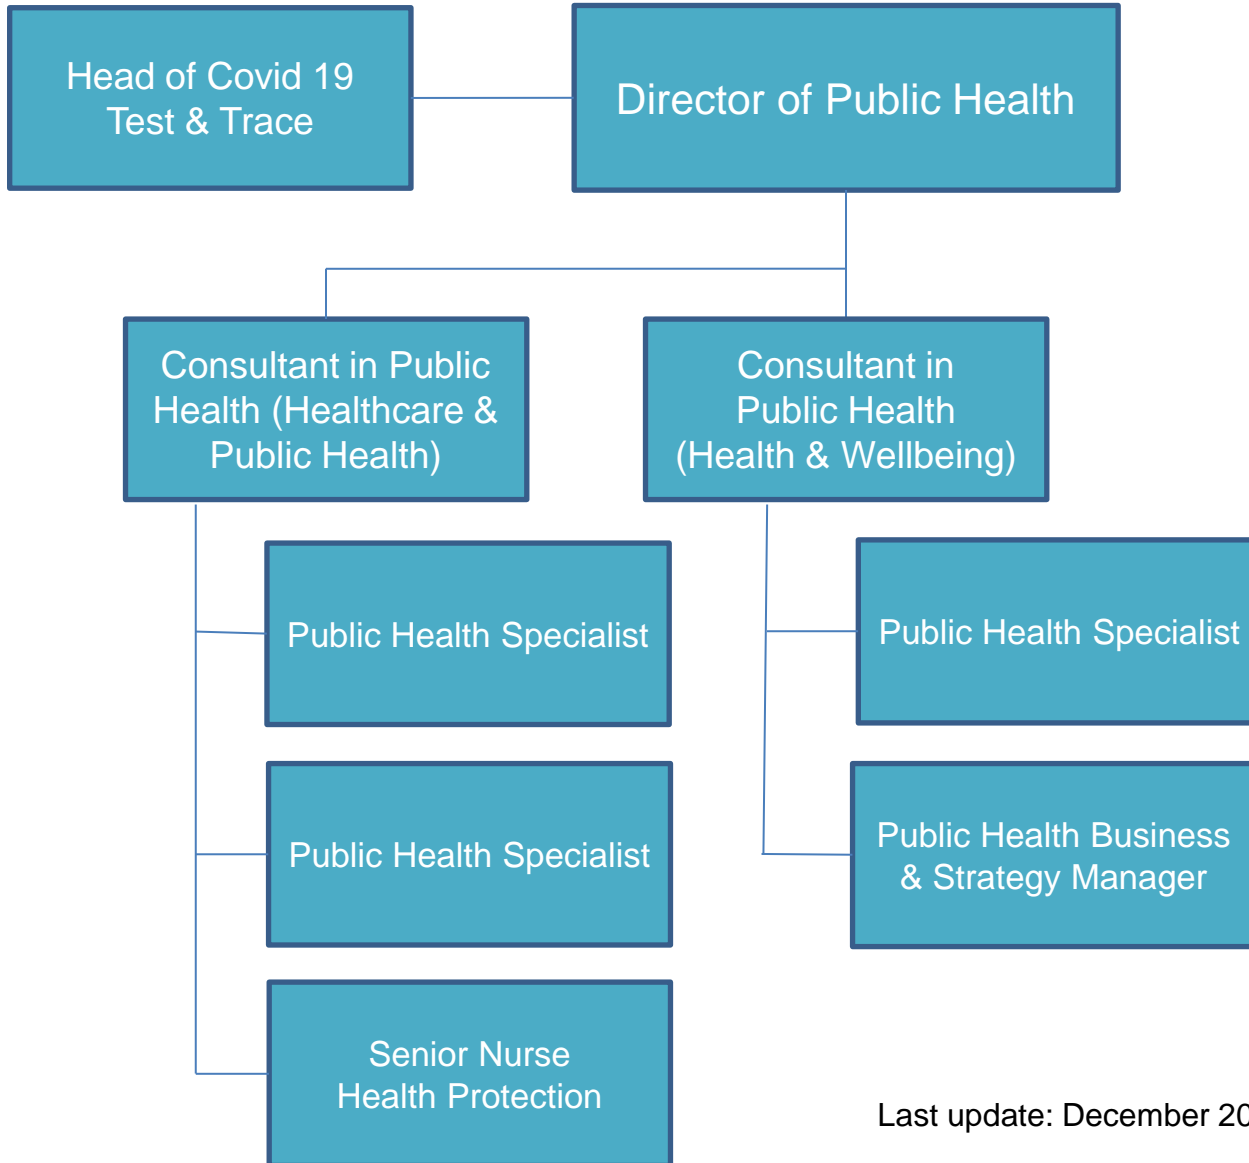 Head of Covid 19
Test & Trace
Director of Public Health
Consultant in Public
Health (Healthcare &
Public Health)
Consultant in
Public Health
(Health & Wellbeing)
Public Health Specialist
Public Health Specialist
Public Health Specialist
Public Health Business
& Strategy Manager
Senior Nurse
Health Protection
Last update: December 20